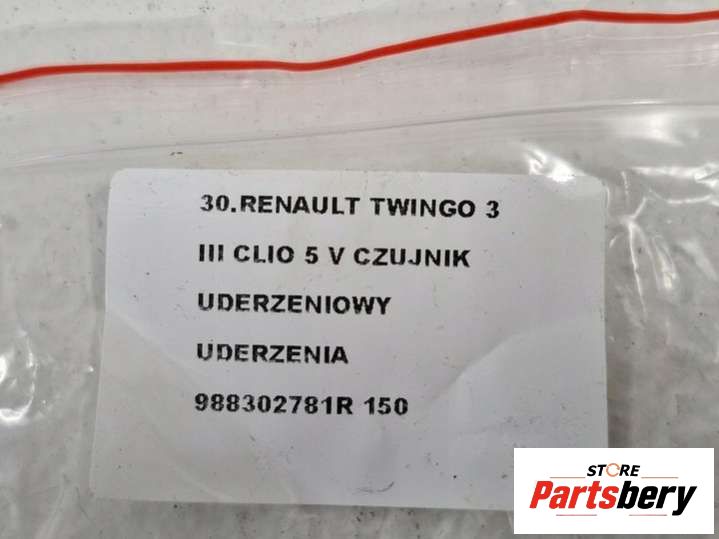 30.RENAULT TWINGO 3
III CLIO 5 V CZUJNIK
UDERZENIOWY
UDERZENIA
988302781R 150
STORE
Partsbery